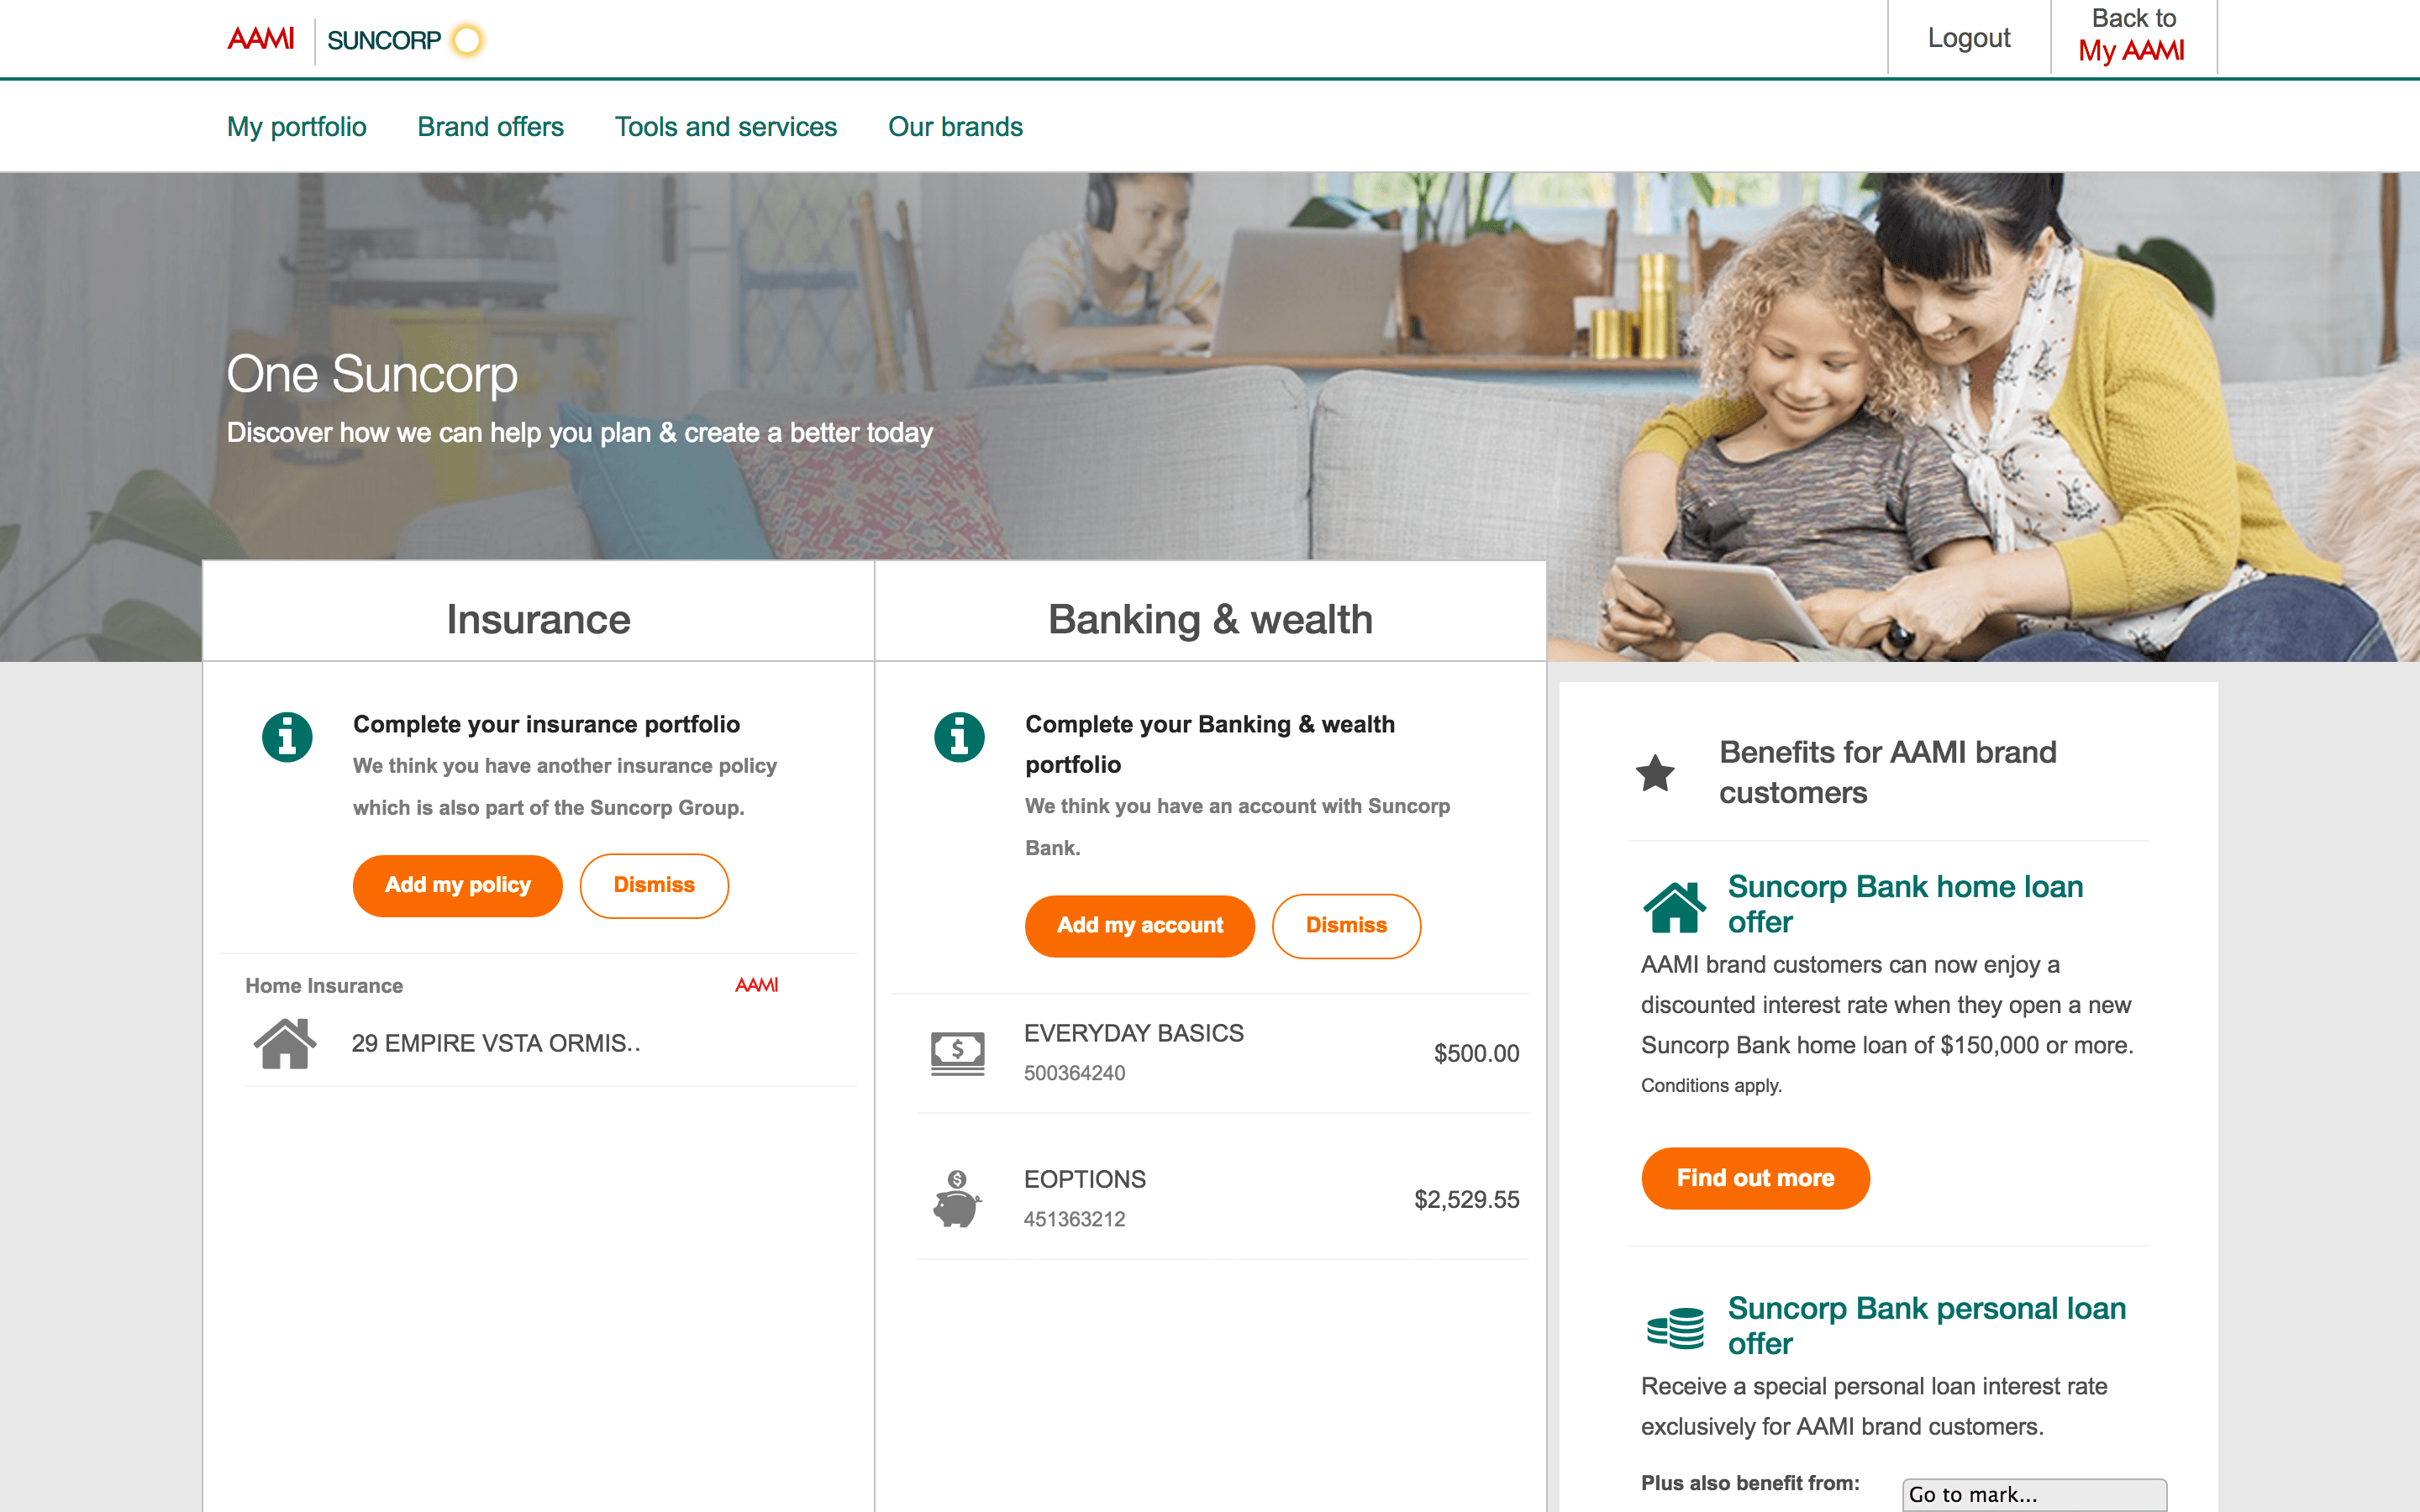 AAMI
SUNCORP
Logout
Back to
My AAMI
My portfolio
Brand offers
Tools and services
Our brands
One Suncorp
Discover how we can help you plan & create a better today
Insurance
Complete your insurance portfolio
We think you have another insurance policy
which is also part of the Suncorp Group.
Add my policy
Dismiss
Home Insurance
AAMI
29 EMPIRE VSTA ORMIS..
Banking & wealth
Complete your Banking & wealth
portfolio
We think you have an account with Suncorp
Bank.
Add my account
Dismiss
EVERYDAY BASICS
500364240
$500.00
EOPTIONS
451363212
$2,529.55
Benefits for AAMI brand
customers
Suncorp Bank home loan
offer
AAMI brand customers can now enjoy a
discounted interest rate when they open a new
Suncorp Bank home loan of $150,000 or more.
Conditions apply.
Find out more
Suncorp Bank personal loan
offer
Receive a special personal loan interest rate
exclusively for AAMI brand customers.
Plus also benefit from:
Go to mark...